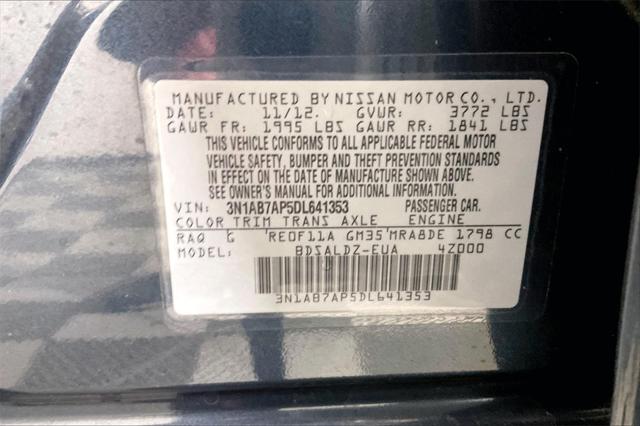 MANUFACTURED BY NISSAN MOTOR CO., LTD.
DATE: 11/12. GVWR: 3772 LBS
GAWR FR: 1995 LBS GAWR RR: 1841 LBS
THIS VEHICLE CONFORMS TO ALL APPLICABLE FEDERAL MOTOR
VEHICLE SAFETY, BUMPER AND THEFT PREVENTION STANDARDS
IN EFFECT ON THE DATE OF MANUFACTURE SHOWN ABOVE.
SEE OWNER'S MANUAL FOR ADDITIONAL INFORMATION.
VIN: 3N1AB7AP5DL641353 PASSENGER CAR.
COLOR TRIM TRANS AXLE ENGINE
RAQ G RE0F11A GM35 MRA8DE 1798 CC
MODEL: BDSALDZ-EUA 4Z000
3N1AB7AP5DL641353